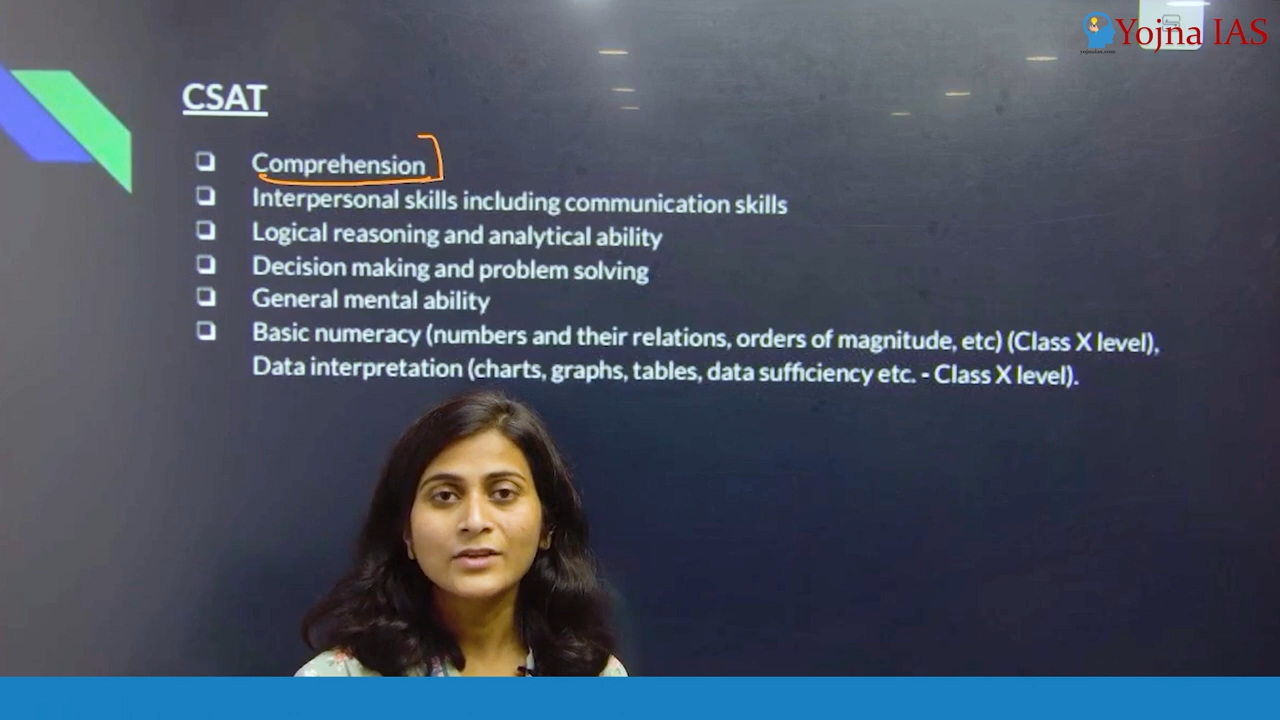 Yojna IAS
yojnaias.com
CSAT
Comprehension
Interpersonal skills including communication skills
Logical reasoning and analytical ability
Decision making and problem solving
General mental ability
Basic numeracy (numbers and their relations, orders of magnitude, etc) (Class X level),
Data interpretation (charts, graphs, tables, data sufficiency etc. - Class X level).